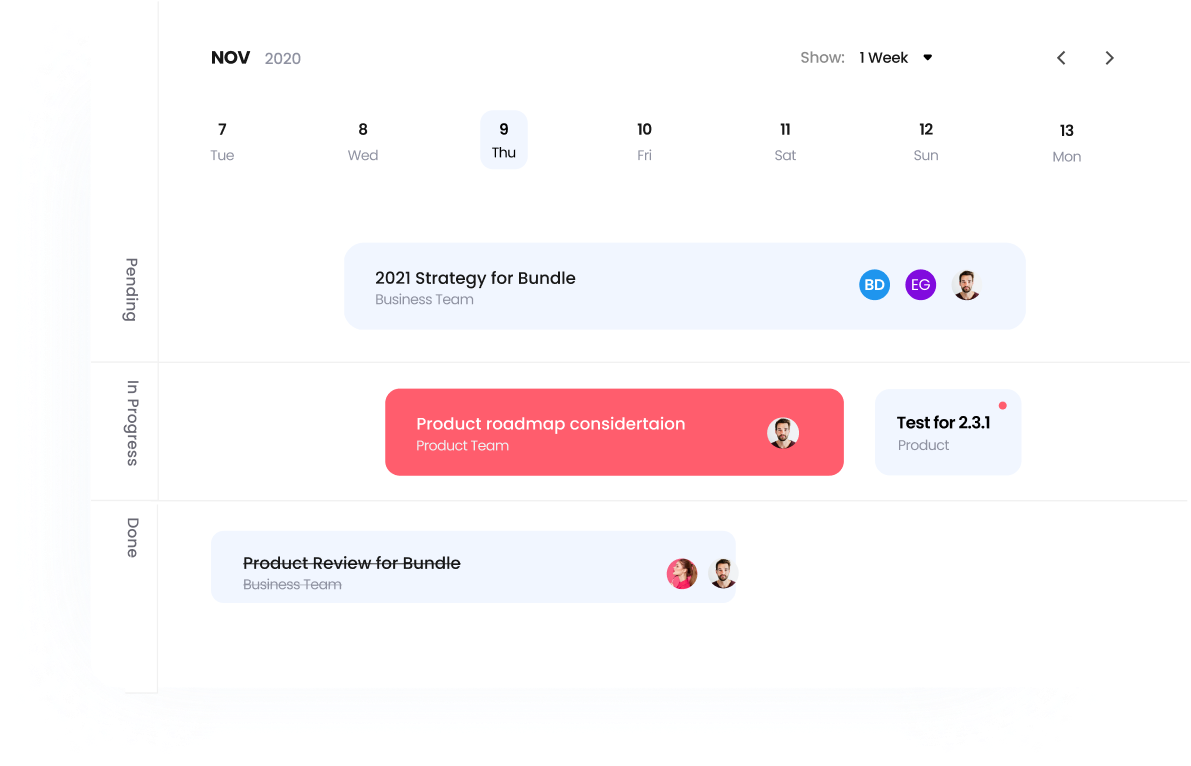 NOV 2020 Show: 1 Week
7 8 9 10 11 12 13
Tue Wed Thu Fri Sat Sun Mon
Pending
2021 Strategy for Bundle
Business Team
BD EG
In Progress
Product roadmap considertaion
Product Team
Test for 2.3.1
Product
Done
Product Review for Bundle
Business Team